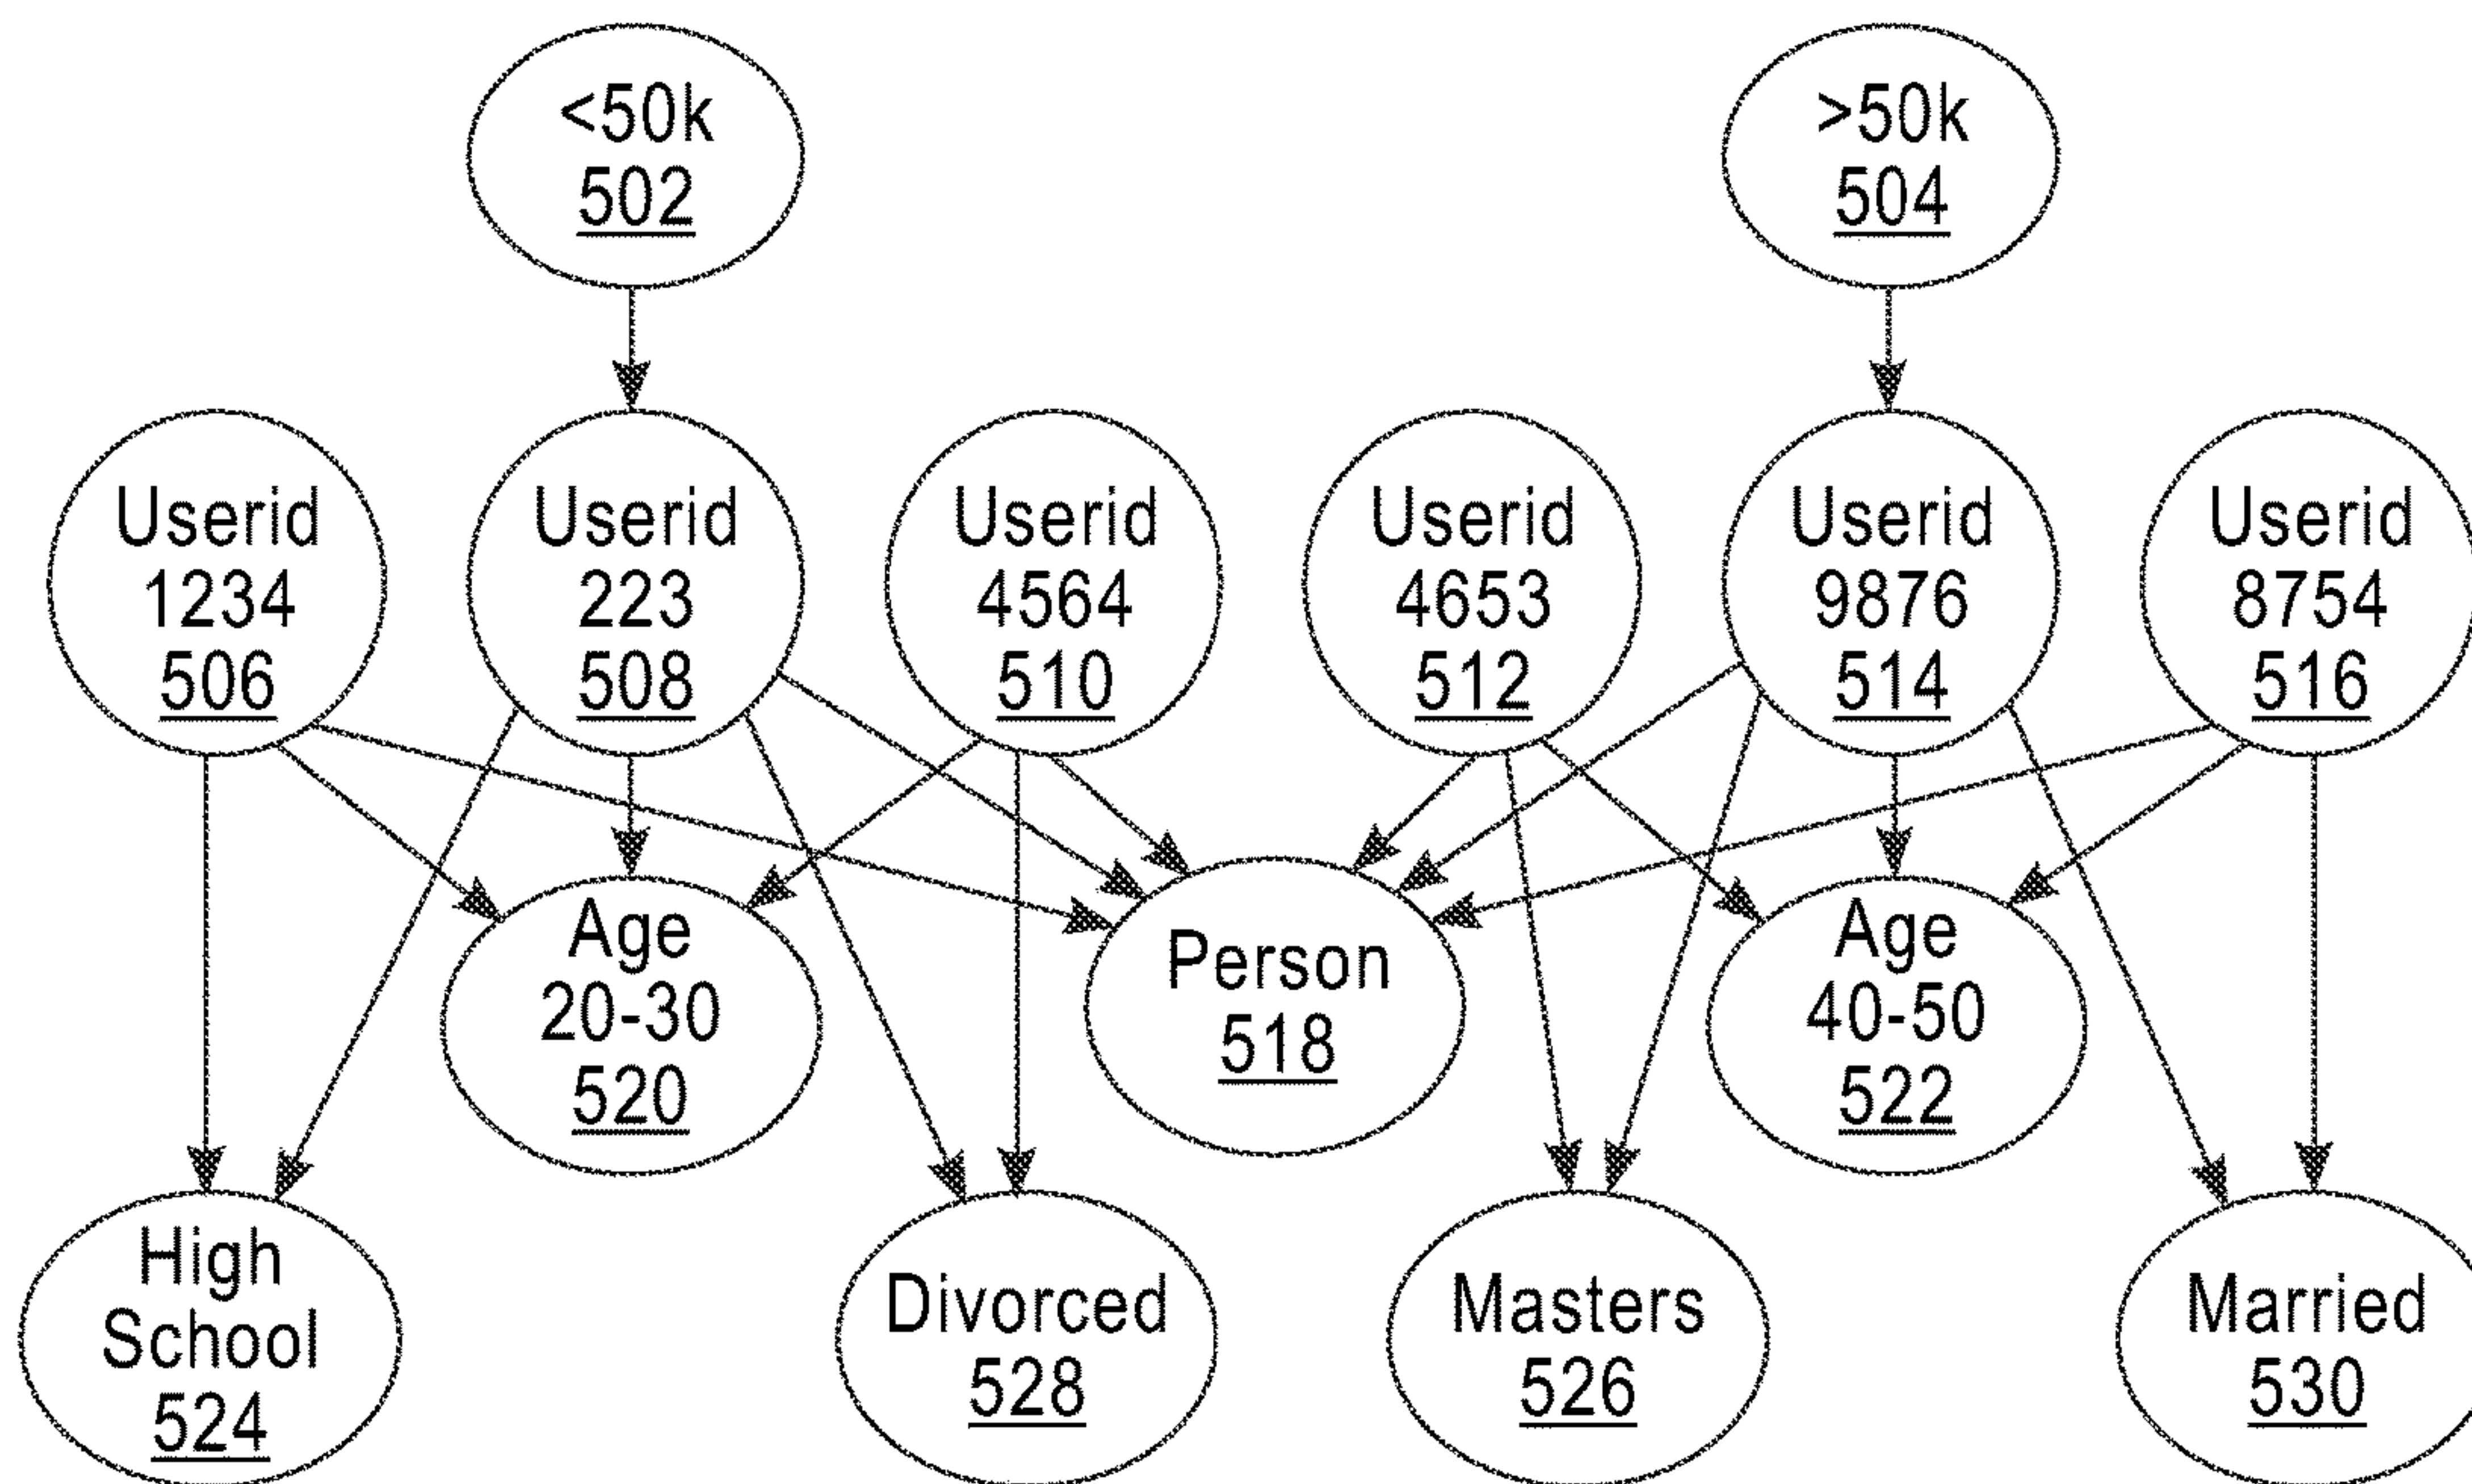 <50k
502
>50k
504
Userid
1234
506
Userid
223
508
Userid
4564
510
Userid
4653
512
Userid
9876
514
Userid
8754
516
Age
20-30
520
Person
518
Age
40-50
522
High
School
524
Divorced
528
Masters
526
Married
530